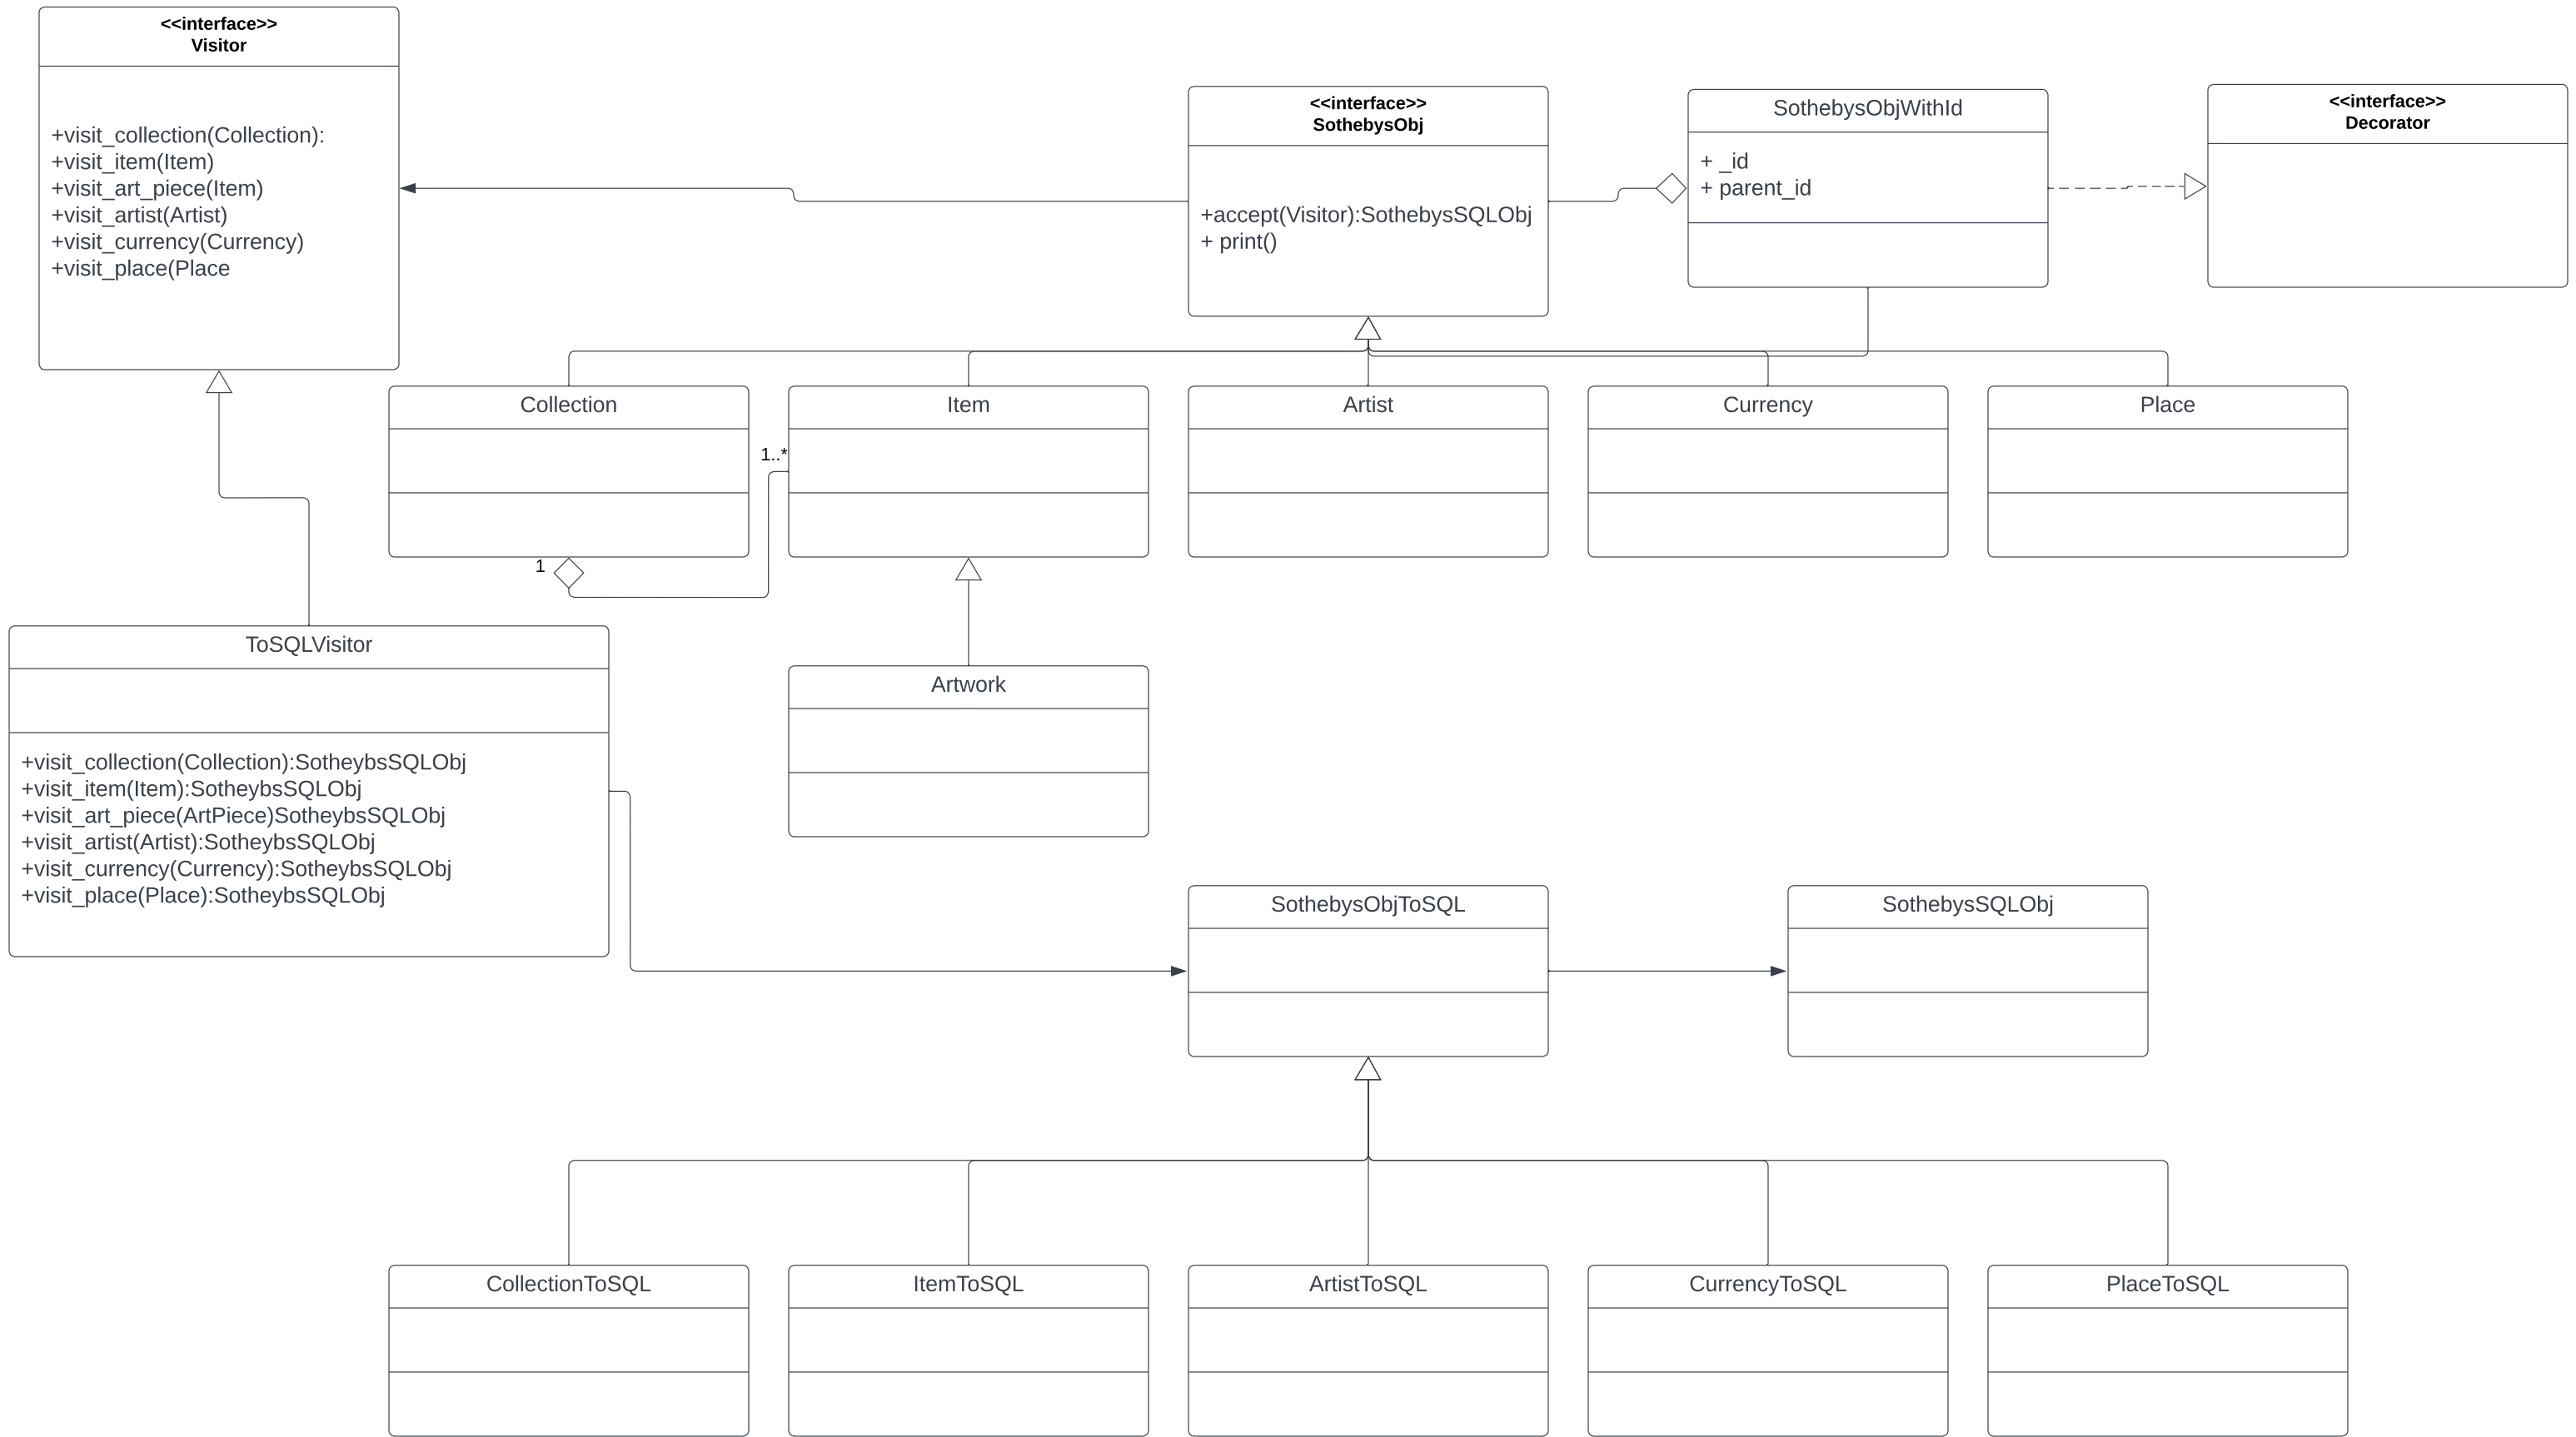 <<interface>>
Visitor
+visit_collection(Collection):
+visit_item(Item)
+visit_art_piece(Item)
+visit_artist(Artist)
+visit_currency(Currency)
+visit_place(Place
<<interface>>
SothebysObj
+accept(Visitor):SothebysSQLObj
+ print()
SothebysObjWithId
+ _id
+ parent_id
<<interface>>
Decorator
Collection
Item
Artist
Currency
Place
1..*
1
ToSQLVisitor
+visit_collection(Collection):SotheybsSQLObj
+visit_item(Item):SotheybsSQLObj
+visit_art_piece(ArtPiece)SotheybsSQLObj
+visit_artist(Artist):SotheybsSQLObj
+visit_currency(Currency):SotheybsSQLObj
+visit_place(Place):SotheybsSQLObj
Artwork
SothebysObjToSQL
SothebysSQLObj
CollectionToSQL
ItemToSQL
ArtistToSQL
CurrencyToSQL
PlaceToSQL